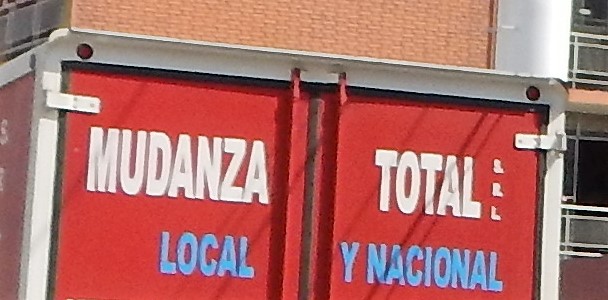 MUDANZA TOTAL S.R.L.
LOCAL Y NACIONAL